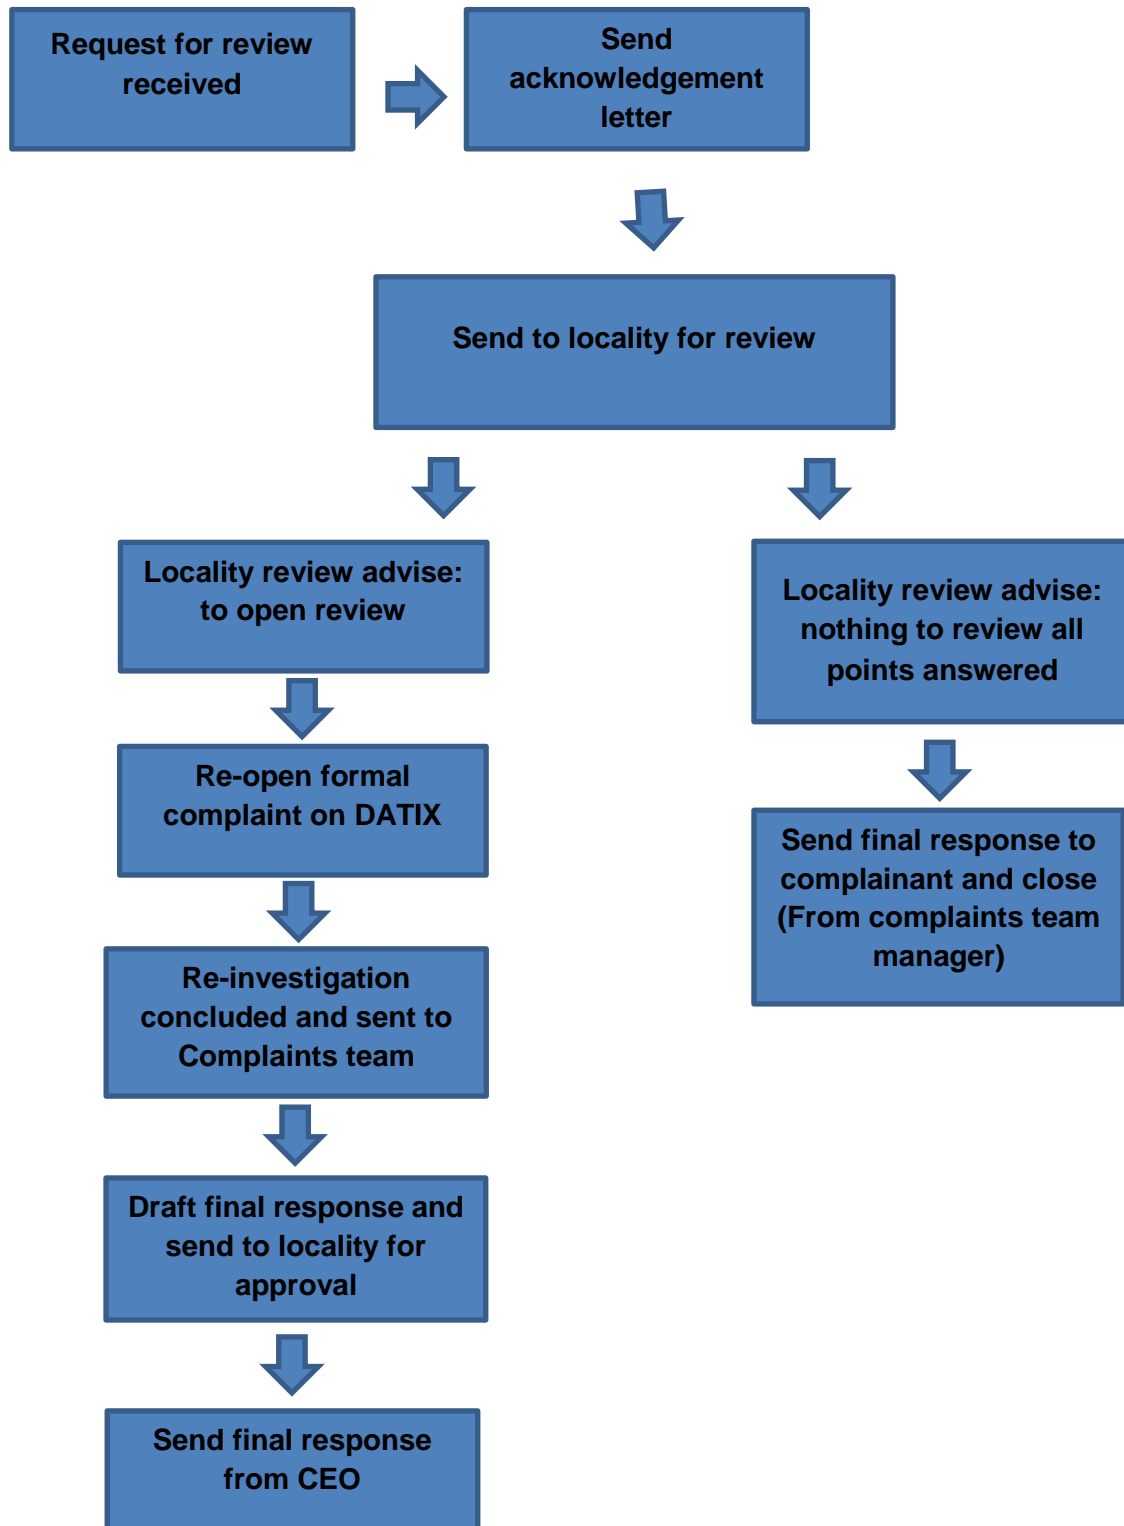 Request for review
received
Send
acknowledgement
letter
Send to locality for review
Locality review advise:
to open review
Locality review advise:
nothing to review all
points answered
Re-open formal
complaint on DATIX
Send final response to
complainant and close
(From complaints team
manager)
Re-investigation
concluded and sent to
Complaints team
Draft final response and
send to locality for
approval
Send final response
from CEO